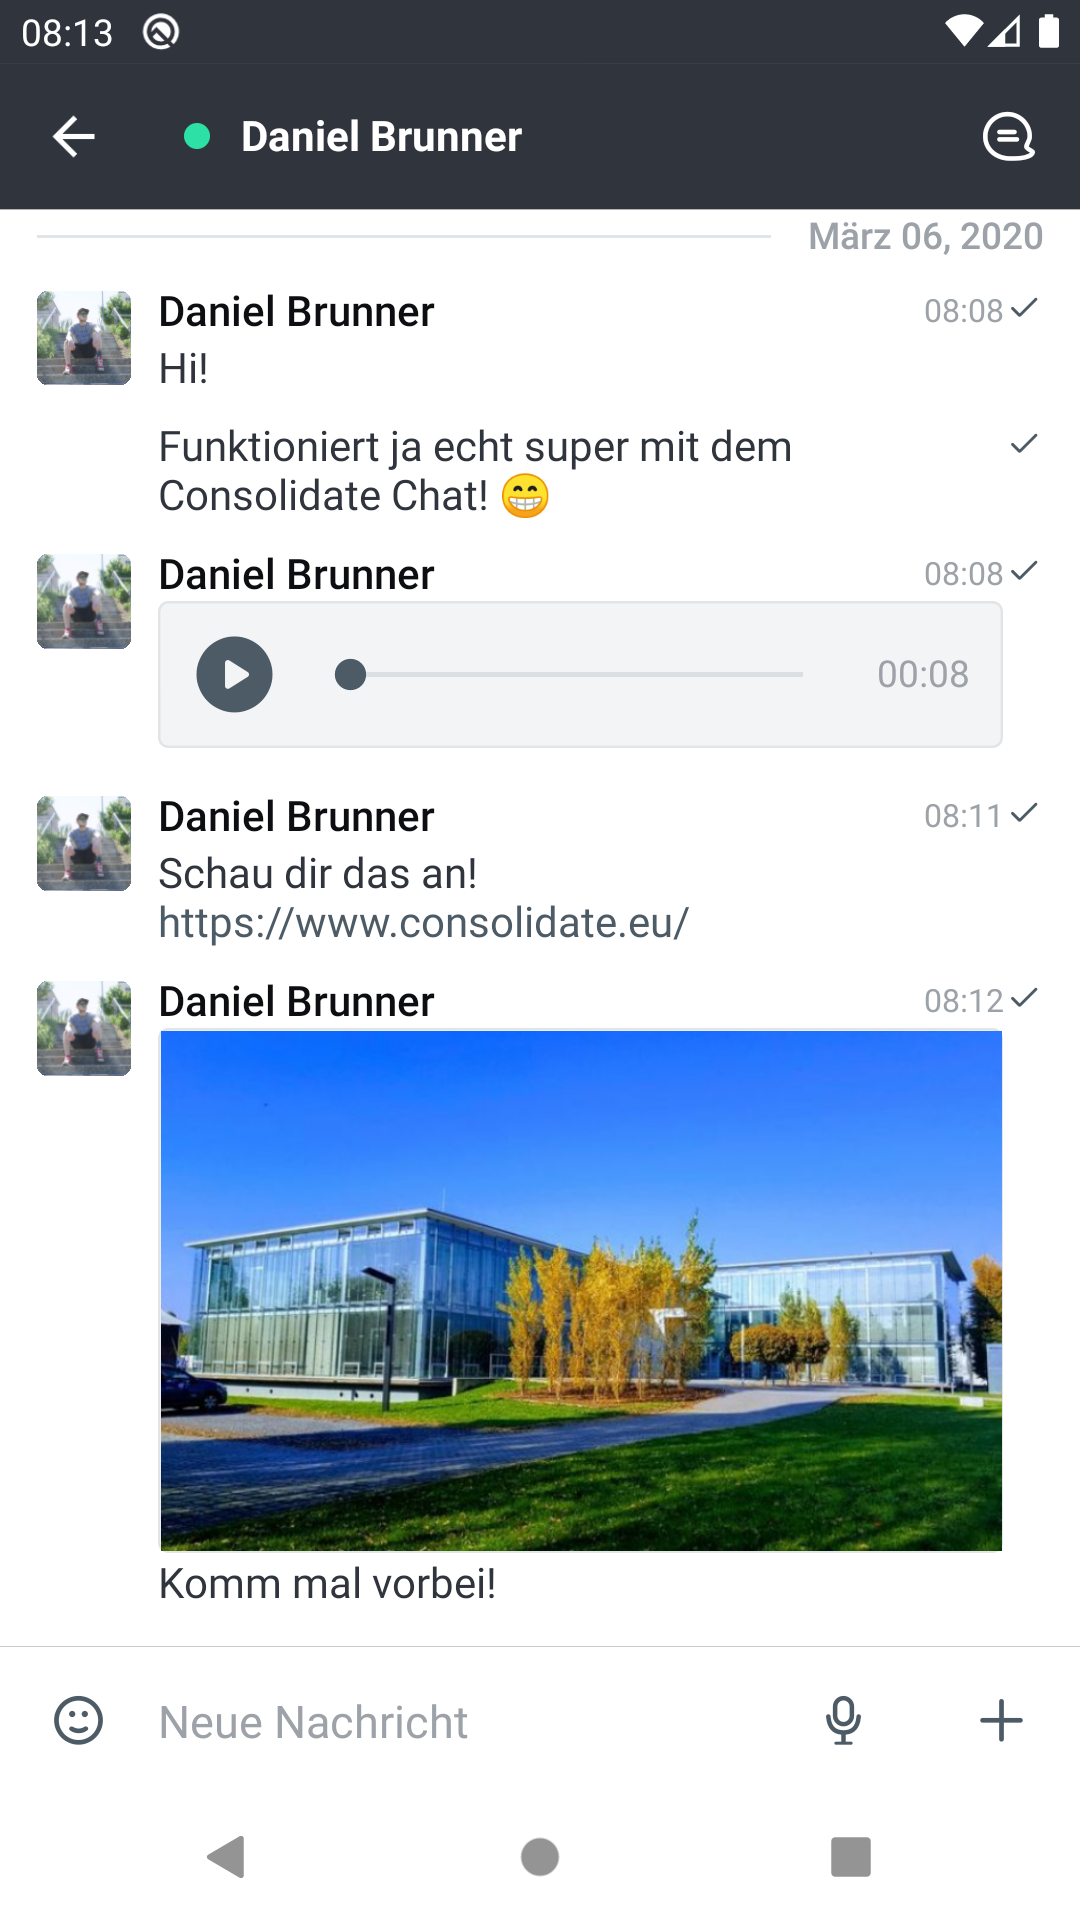 08:13
Daniel Brunner
März 06, 2020
Daniel Brunner 08:08
Hi!
Funktioniert ja echt super mit dem
Consolidate Chat! 😁
Daniel Brunner 08:08
00:08
Daniel Brunner 08:11
Schau dir das an!
https://www.consolidate.eu/
Daniel Brunner 08:12
Komm mal vorbei!
Neue Nachricht